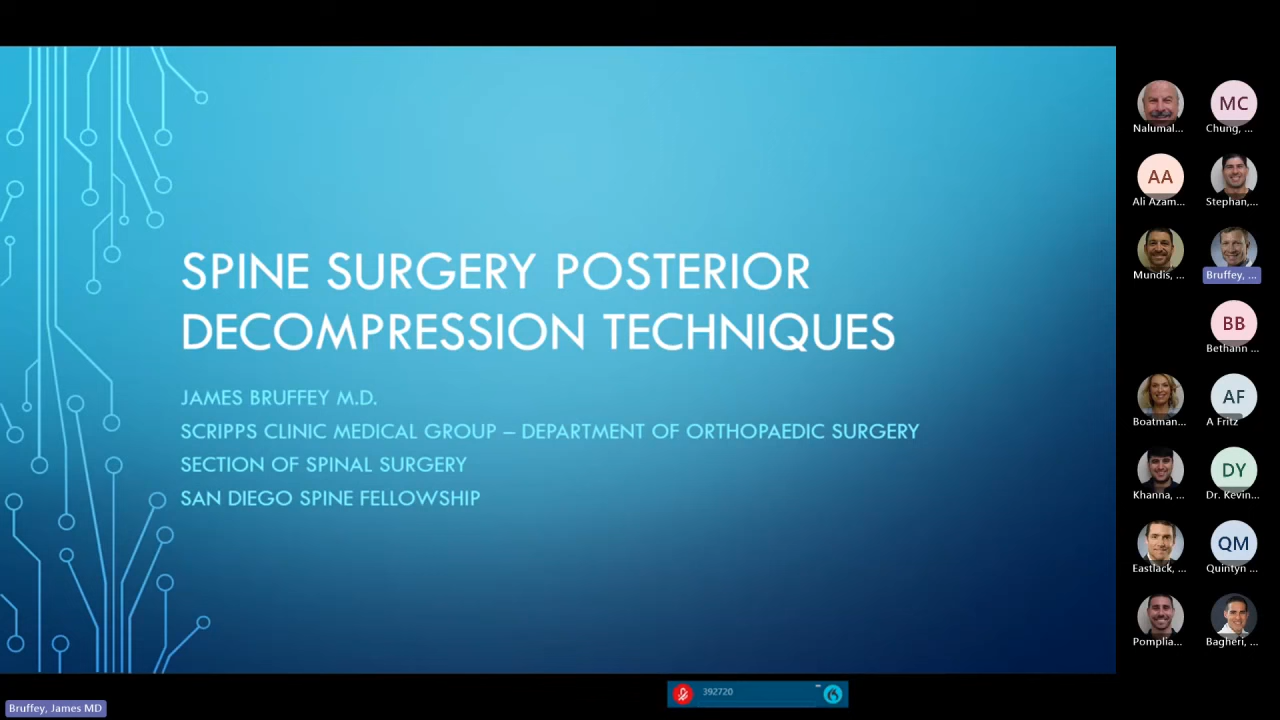 SPINE SURGERY POSTERIOR
DECOMPRESSION TECHNIQUES
JAMES BRUFFEY M.D.
SCRIPPS CLINIC MEDICAL GROUP – DEPARTMENT OF ORTHOPAEDIC SURGERY
SECTION OF SPINAL SURGERY
SAN DIEGO SPINE FELLOWSHIP
Nalumal...
MC
Chung, ...
AA
Ali Azam...
Stephan,...
Mundis, ...
Bruffey, ...
BB
Bethann ...
Boatman...
AF
A Fritz
Khanna, ...
DY
Dr. Kevin...
Eastlack, ...
QM
Quintyn ...
Pomplia...
Bagheri, ...
392720
Bruffey, James MD